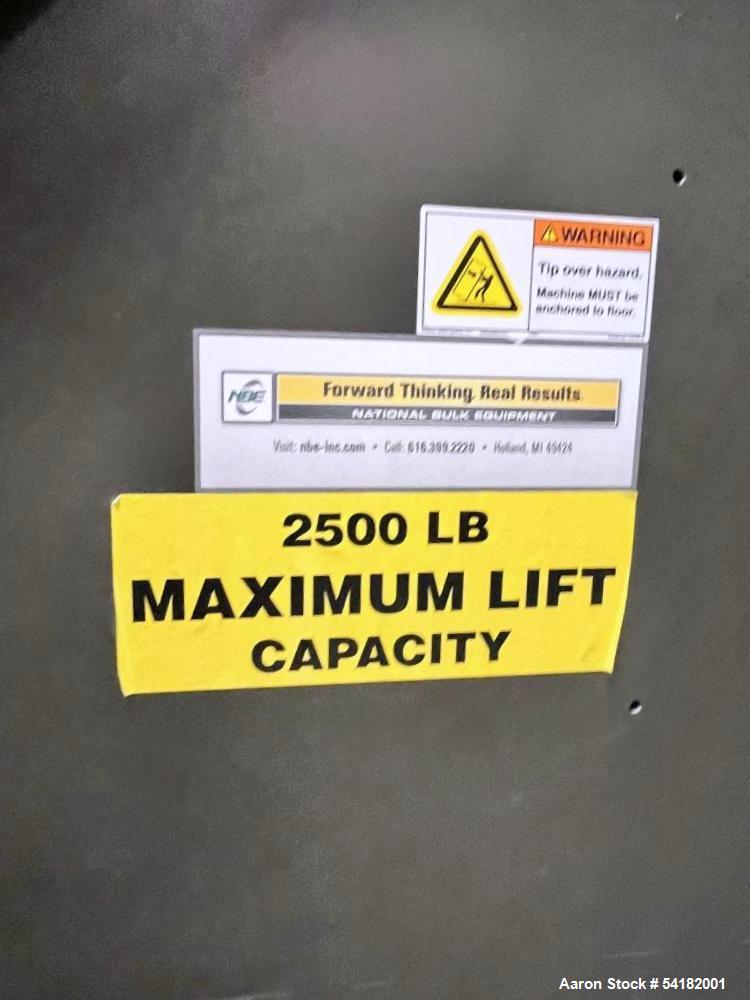 WARNING
Tip over hazard.
Machine MUST be
anchored to floor.
NBE
Forward Thinking. Real Results.
NATIONAL BULK EQUIPMENT
Visit: nbe-inc.com • Call: 616.399.2220 • Holland, MI 49424
2500 LB
MAXIMUM LIFT
CAPACITY
Aaron Stock # 54182001